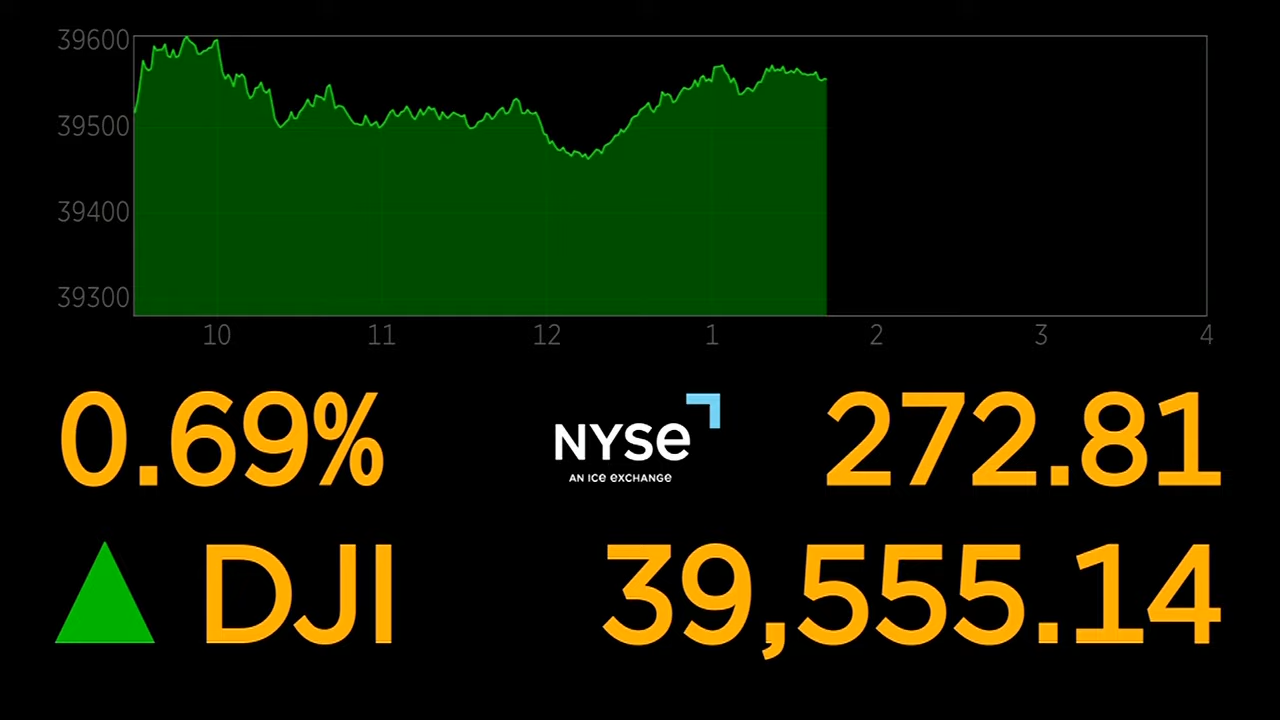 39600
39500
39400
39300
10 11 12 1 2 3 4
0.69% NYSE 272.81
AN ICE EXCHANGE
DJI 39,555.14